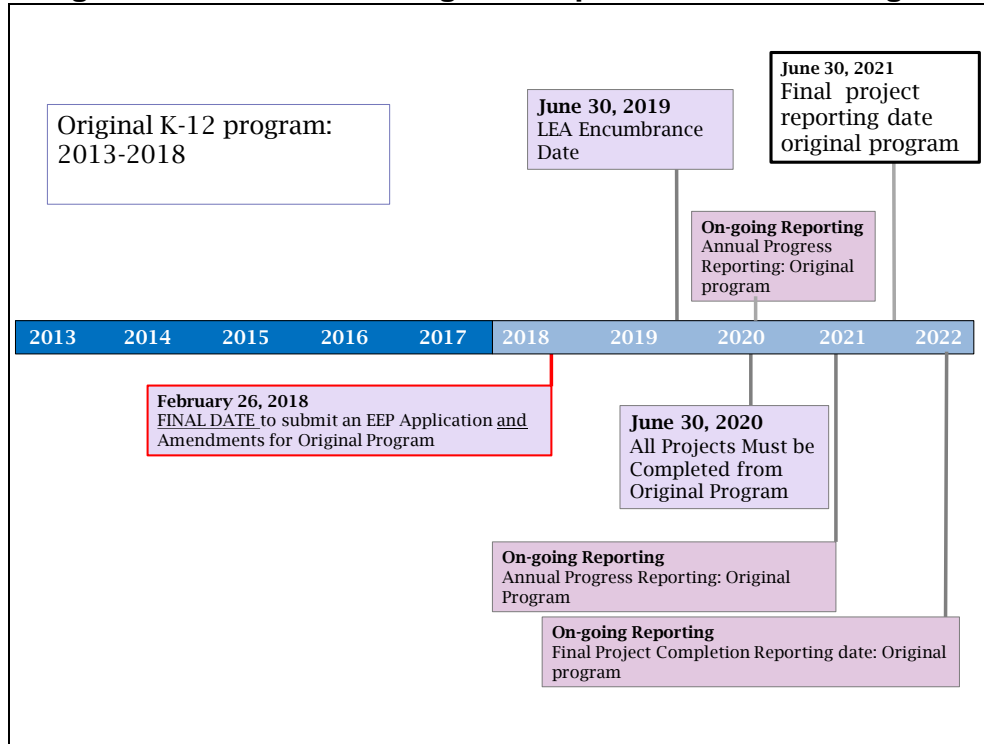 Original K-12 program:
2013-2018
June 30, 2019
LEA Encumbrance
Date
June 30, 2021
Final project
reporting date
original program
On-going Reporting
Annual Progress
Reporting: Original
program
2013 2014 2015 2016 2017 2018 2019 2020 2021 2022
February 26, 2018
FINAL DATE to submit an EEP Application and
Amendments for Original Program
June 30, 2020
All Projects Must be
Completed from
Original Program
On-going Reporting
Annual Progress Reporting: Original
Program
On-going Reporting
Final Project Completion Reporting date: Original
program